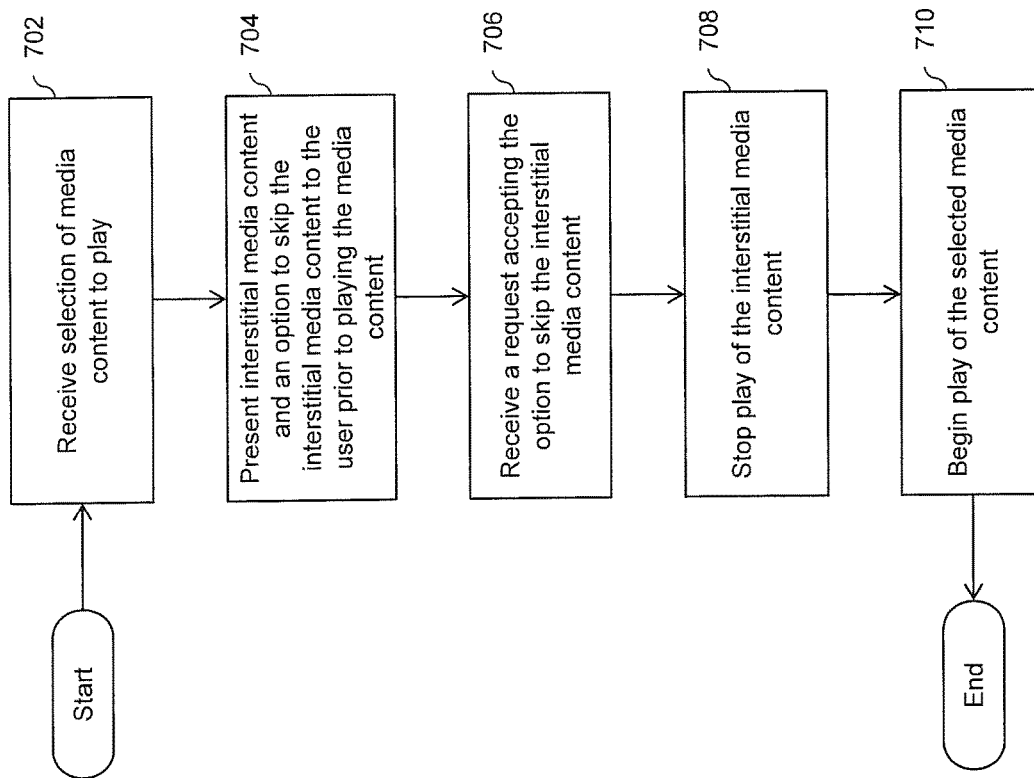 Start
702
Receive selection of media
content to play
704
Present interstitial media content
and an option to skip the
interstitial media content to the
user prior to playing the media
content
706
Receive a request accepting the
option to skip the interstitial
media content
708
Stop play of the interstitial media
content
710
Begin play of the selected media
content
End